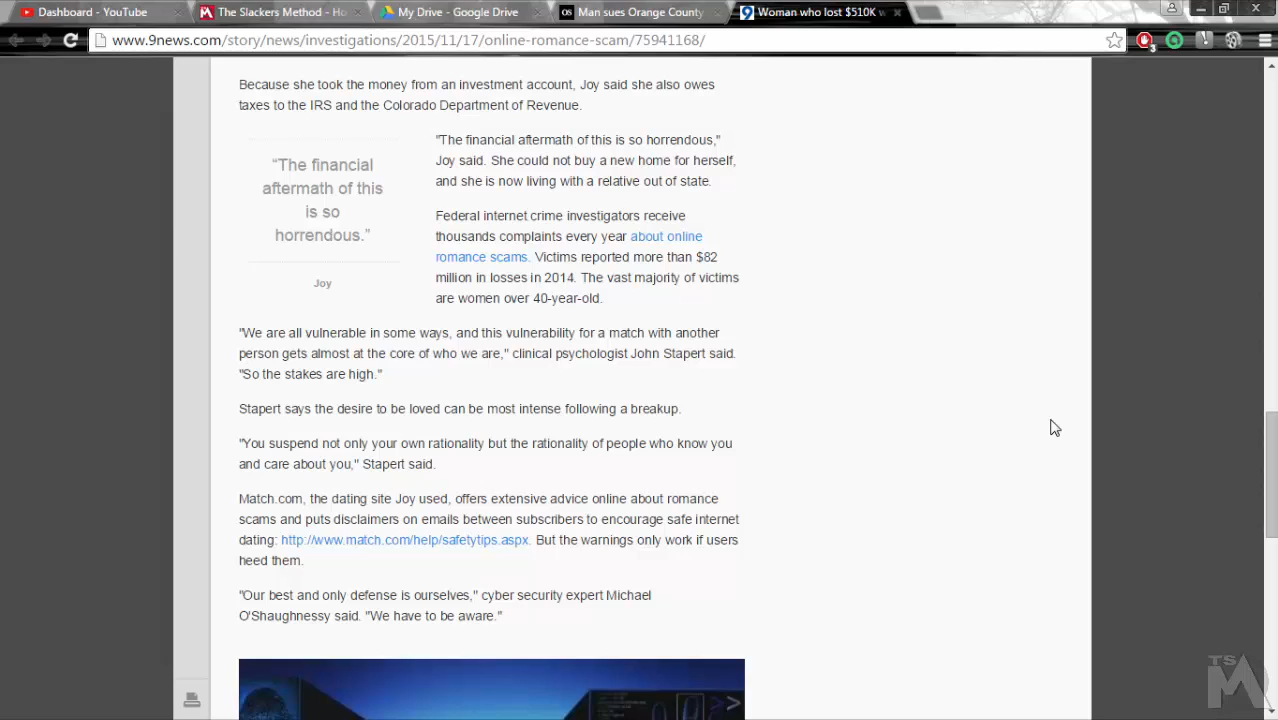 Dashboard - YouTube
The Slackers Method - Ho
My Drive - Google Drive
Man sues Orange County
Woman who lost $510K w
www.9news.com/story/news/investigations/2015/11/17/online-romance-scam/75941168/
3
Because she took the money from an investment account, Joy said she also owes
taxes to the IRS and the Colorado Department of Revenue.
“The financial
aftermath of this
is so
horrendous.”
Joy
"The financial aftermath of this is so horrendous,"
Joy said. She could not buy a new home for herself,
and she is now living with a relative out of state.
Federal internet crime investigators receive
thousands complaints every year about online
romance scams. Victims reported more than $82
million in losses in 2014. The vast majority of victims
are women over 40-year-old.
"We are all vulnerable in some ways, and this vulnerability for a match with another
person gets almost at the core of who we are," clinical psychologist John Stapert said.
"So the stakes are high."
Stapert says the desire to be loved can be most intense following a breakup.
"You suspend not only your own rationality but the rationality of people who know you
and care about you," Stapert said.
Match.com, the dating site Joy used, offers extensive advice online about romance
scams and puts disclaimers on emails between subscribers to encourage safe internet
dating: http://www.match.com/help/safetytips.aspx. But the warnings only work if users
heed them.
"Our best and only defense is ourselves," cyber security expert Michael
O'Shaughnessy said. "We have to be aware."
TSM